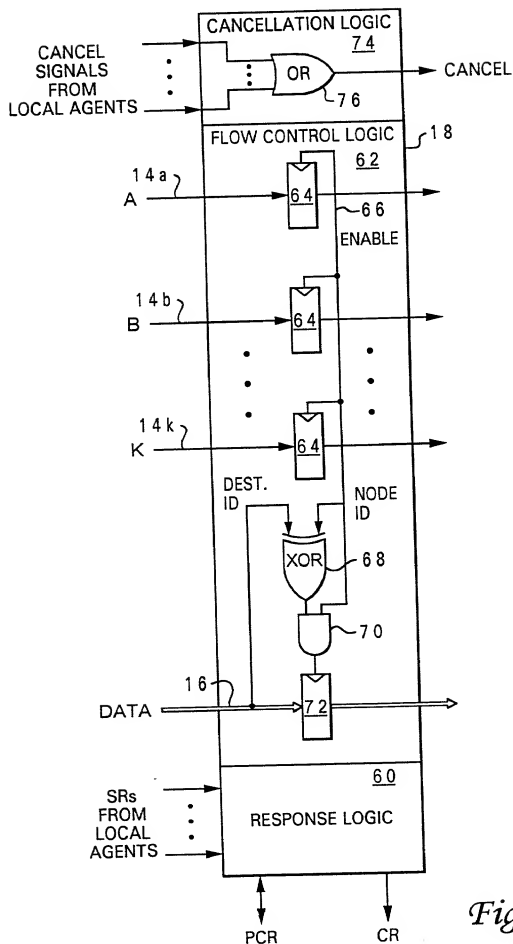 CANCELLATION LOGIC
74
CANCEL
SIGNALS
FROM
LOCAL AGENTS
OR
76
CANCEL
FLOW CONTROL LOGIC
62
18
14a
A
64
66
ENABLE
14b
B
64
14k
K
64
DEST.
ID
NODE
ID
XOR
68
70
16
DATA
72
60
SRs
FROM
LOCAL
AGENTS
RESPONSE LOGIC
PCR
CR
Fig